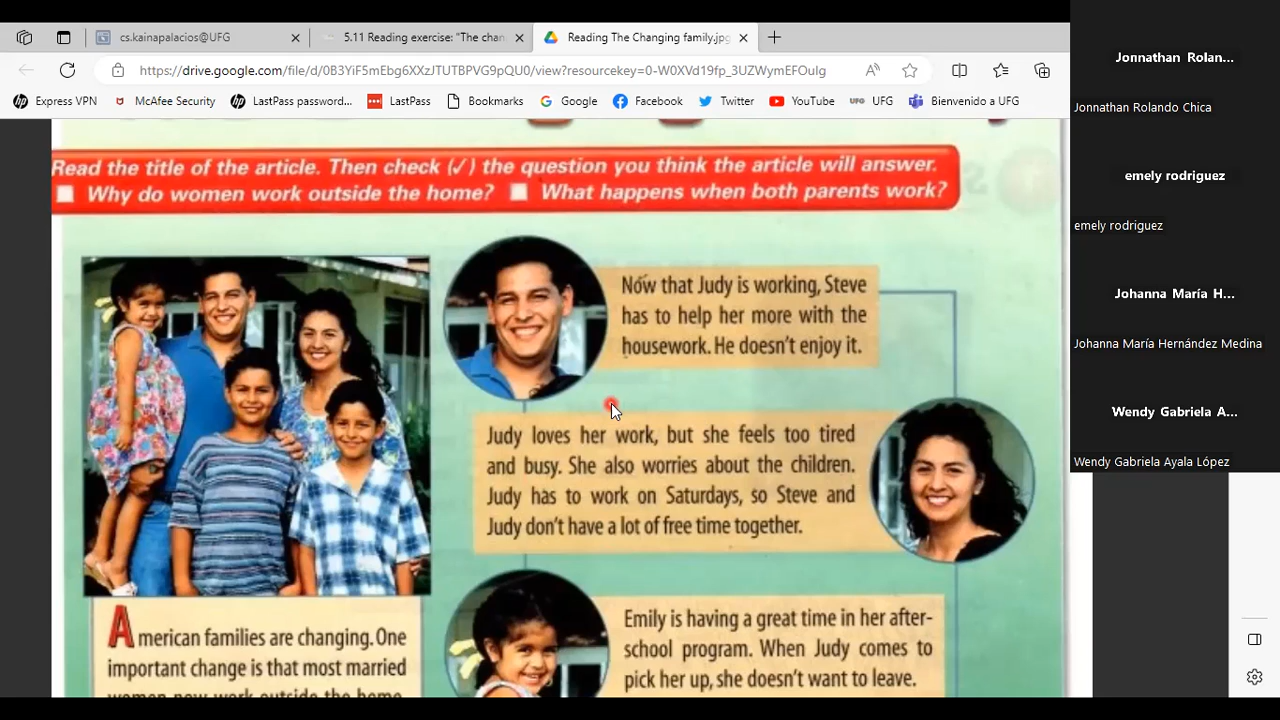 cs.kainapalacios@UFG
5.11 Reading exercise: "The chan
Reading The Changing family.jpg
https://drive.google.com/file/d/0B3YiF5mEbg6XXzJTUTBPVG9pQU0/view?resourcekey=0-W0XVd19fp_3UZWymEFOulg
Express VPN
McAfee Security
LastPass password...
LastPass
Bookmarks
Google
Facebook
Twitter
YouTube
UFG
Bienvenido a UFG
Read the title of the article. Then check (✓) the question you think the article will answer.
Why do women work outside the home? What happens when both parents work?
Now that Judy is working, Steve
has to help her more with the
housework. He doesn't enjoy it.
Judy loves her work, but she feels too tired
and busy. She also worries about the children.
Judy has to work on Saturdays, so Steve and
Judy don't have a lot of free time together.
American families are changing. One
important change is that most married
women now work outside the home.
Emily is having a great time in her after-
school program. When Judy comes to
pick her up, she doesn't want to leave.
Jonnathan Rolan...
Jonnathan Rolando Chica
emely rodriguez
emely rodriguez
Johanna María H...
Johanna María Hernández Medina
Wendy Gabriela A...
Wendy Gabriela Ayala López